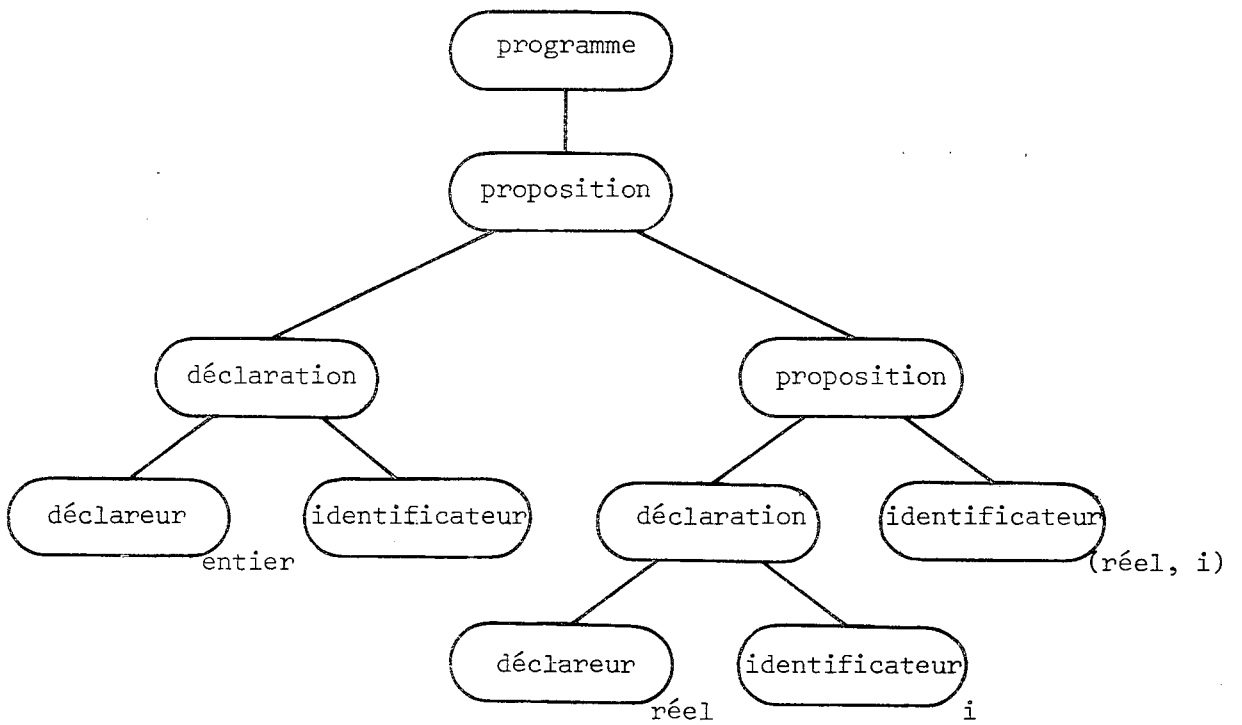 programme
proposition
déclaration
proposition
déclareur
entier
identificateur
déclaration
identificateur
(réel, i)
déclareur
réel
identificateur
i